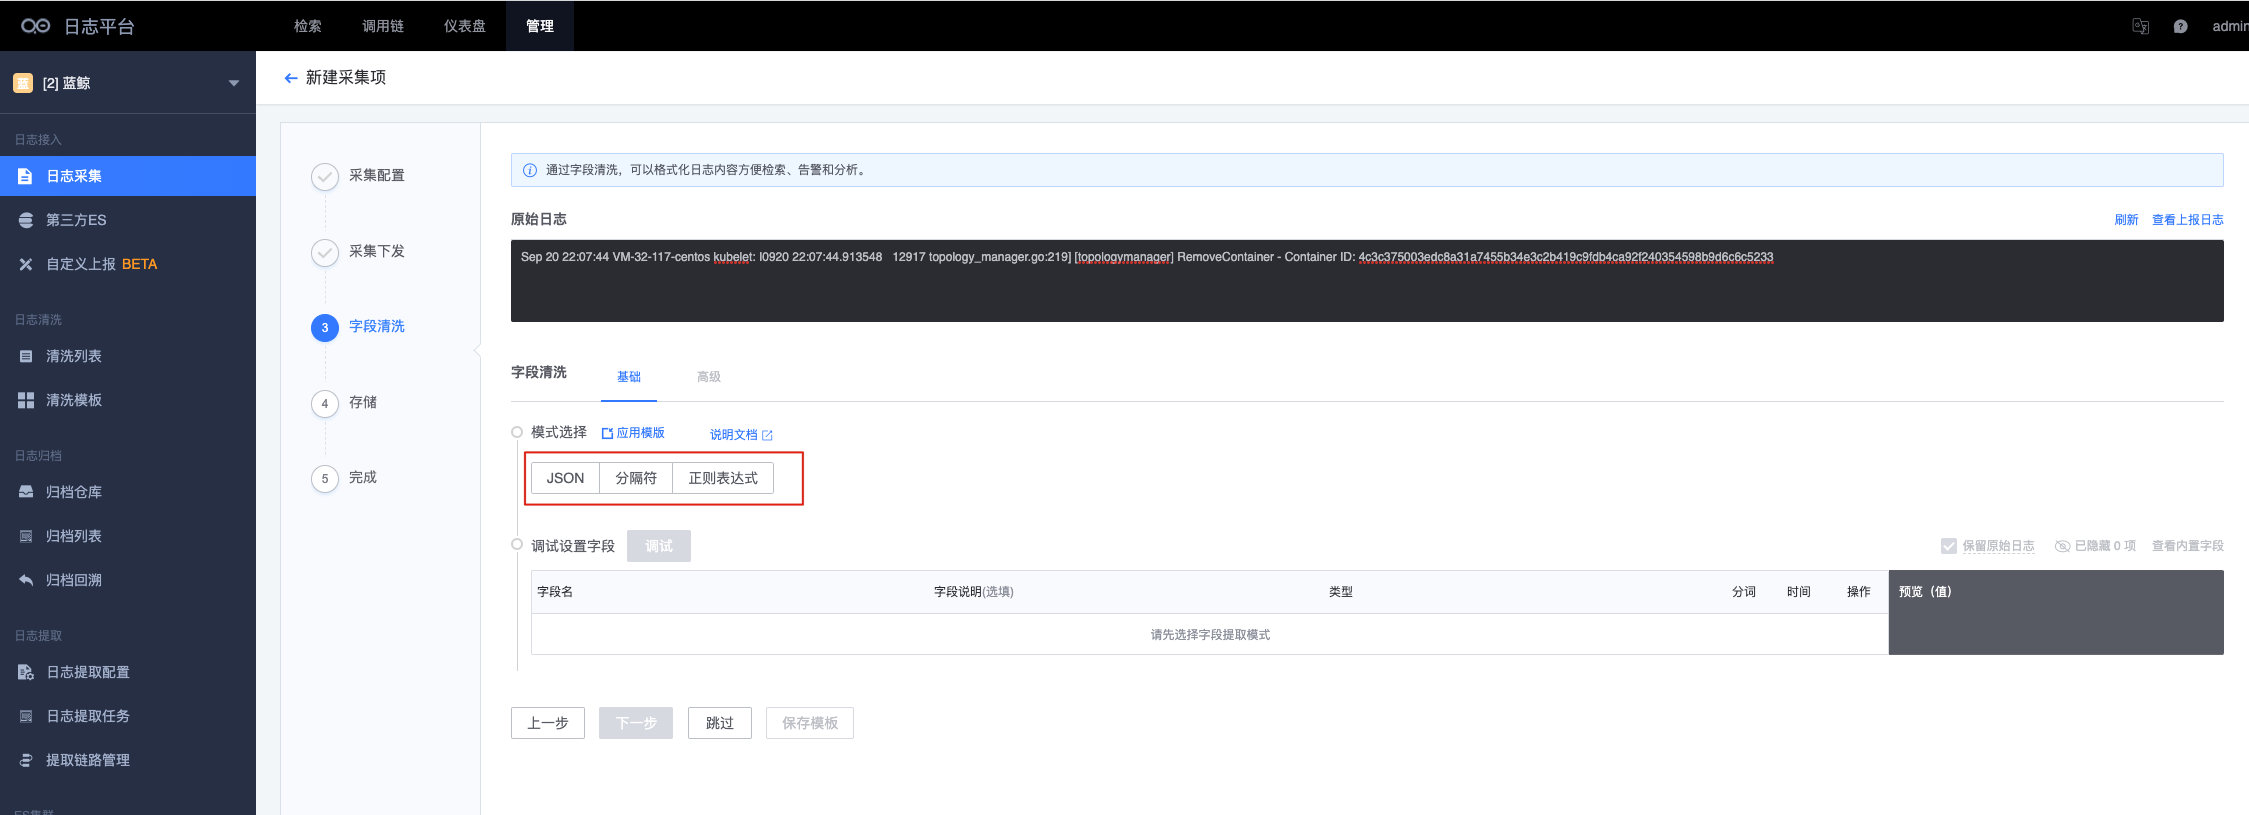 日志平台
检索
调用链
仪表盘
管理
admin
蓝
[2] 蓝鲸
日志接入
日志采集
第三方ES
自定义上报 BETA
日志清洗
清洗列表
清洗模板
日志归档
归档仓库
归档列表
归档回溯
日志提取
日志提取配置
日志提取任务
提取链路管理
ES集群
新建采集项
采集配置
采集下发
3 字段清洗
4 存储
5 完成
通过字段清洗，可以格式化日志内容方便检索、告警和分析。
原始日志
刷新 查看上报日志
Sep 20 22:07:44 VM-32-117-centos kubelet: I0920 22:07:44.913548 12917 topology_manager.go:219] [topologymanager] RemoveContainer - Container ID: 4c3c375003edc8a31a7455b34e3c2b419c9fdb4ca92f240354598b9d6c6c5233
字段清洗 基础 高级
模式选择 应用模版 说明文档
JSON 分隔符 正则表达式
调试设置字段 调试
保留原始日志 已隐藏 0 项 查看内置字段
字段名 字段说明(选填) 类型 分词 时间 操作 预览（值）
请先选择字段提取模式
上一步 下一步 跳过 保存模板